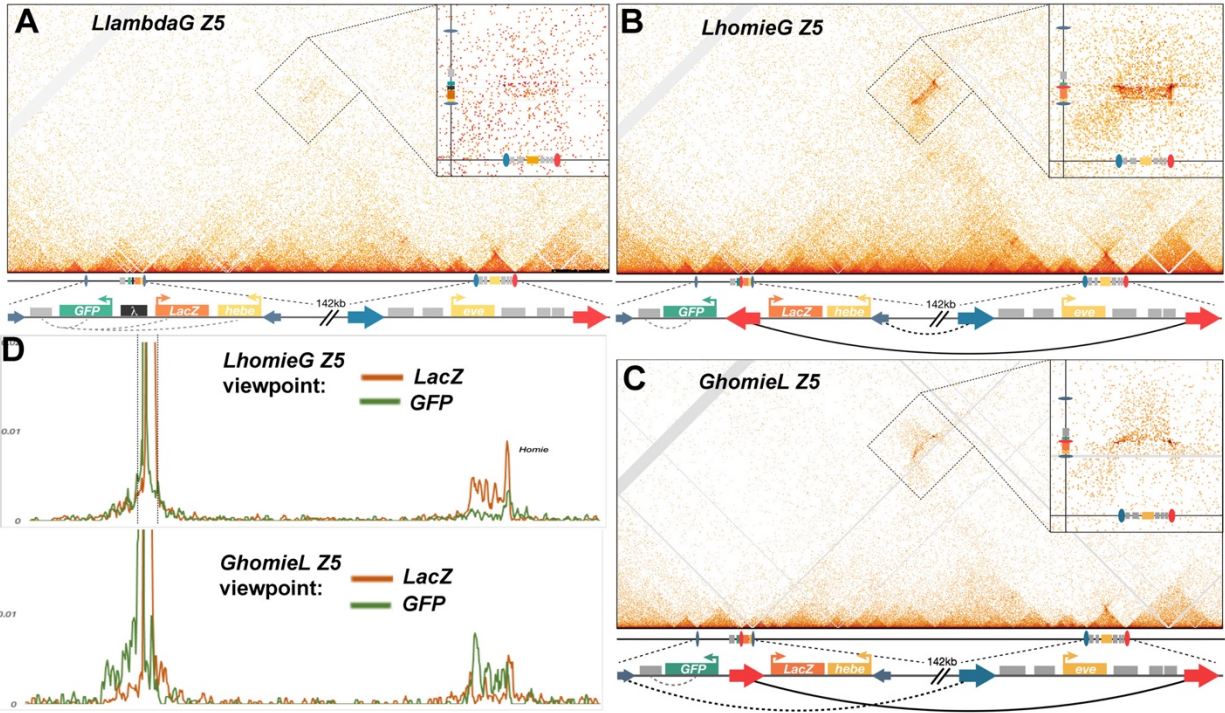 A
LlambdaG Z5
GFP
λ
LacZ
hebe
142kb
eve
B
LhomieG Z5
GFP
LacZ
hebe
142kb
eve
C
GhomieL Z5
GFP
LacZ
hebe
142kb
eve
D
LhomieG Z5
viewpoint:
LacZ
GFP
Homie
0.01
0
GhomieL Z5
viewpoint:
LacZ
GFP
0.01
0